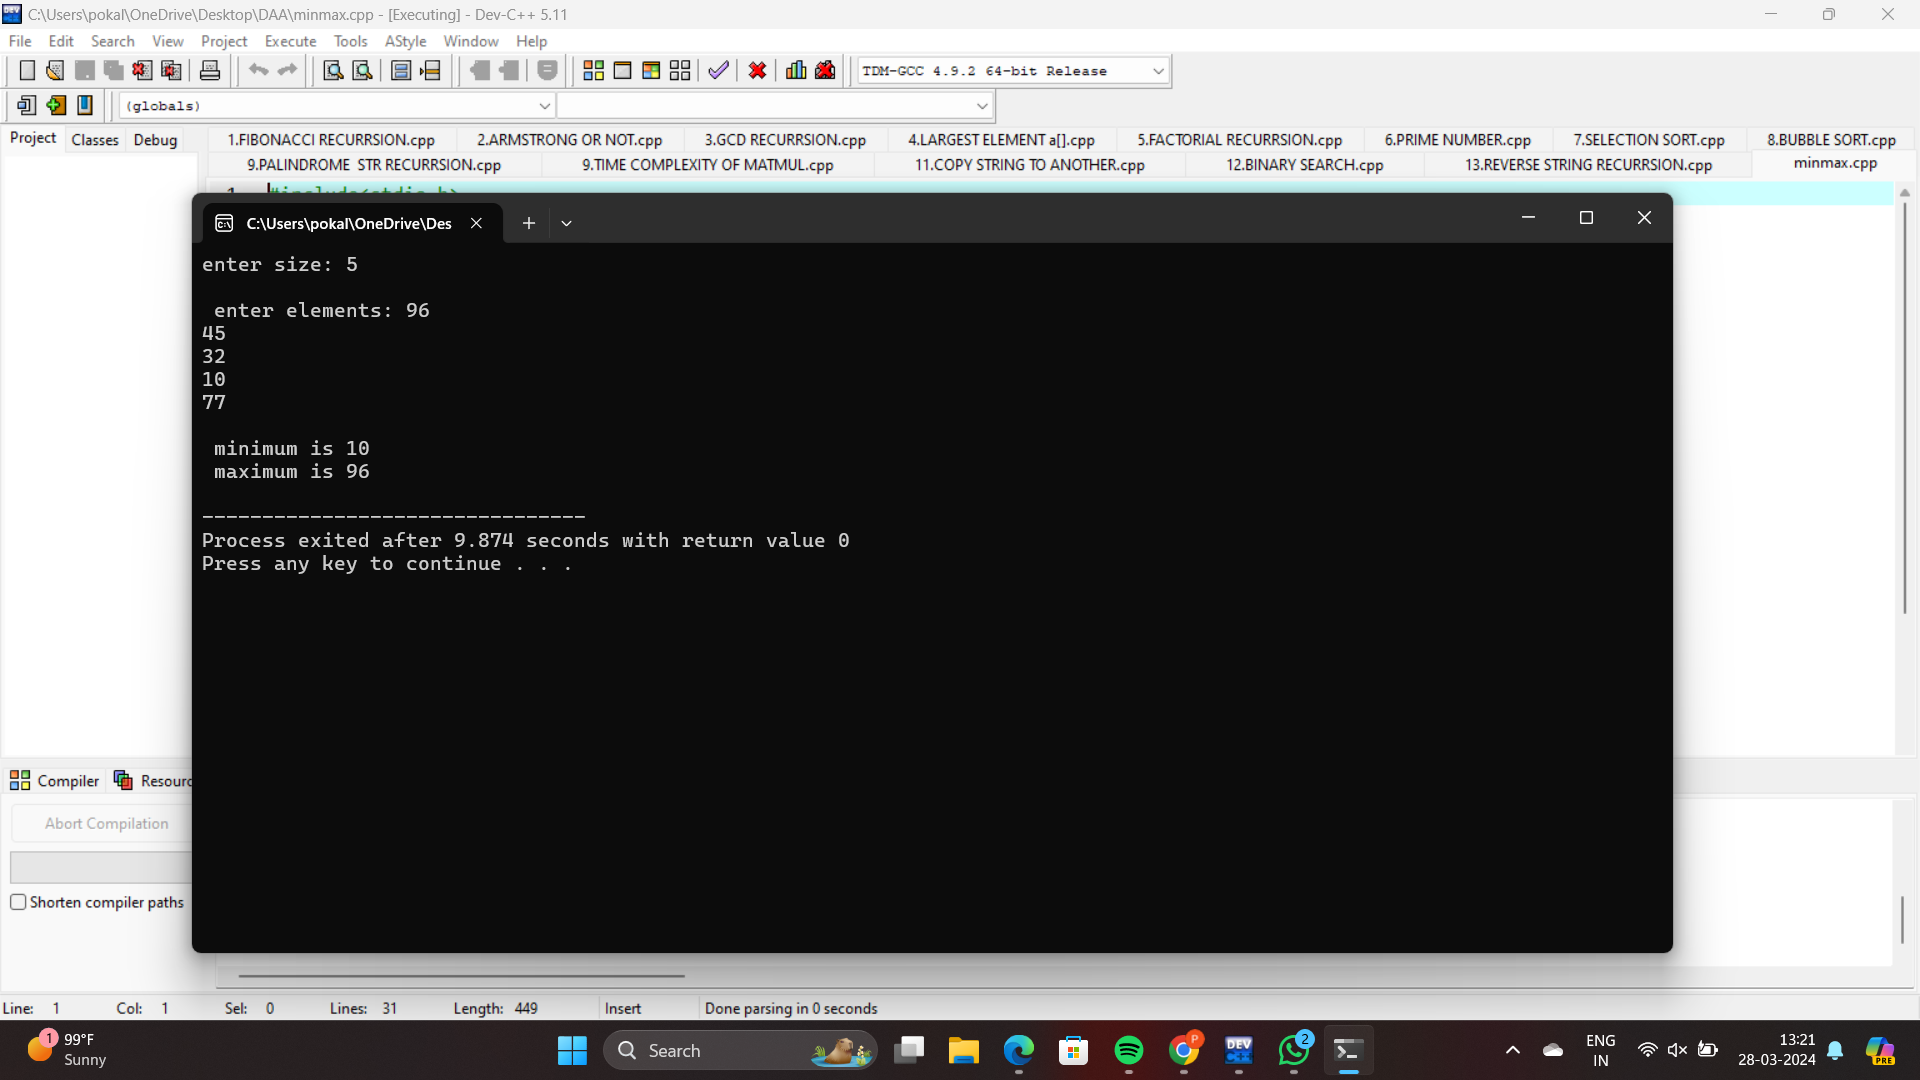 C:\Users\pokal\OneDrive\Desktop\DAA\minmax.cpp - [Executing] - Dev-C++ 5.11
File Edit Search View Project Execute Tools AStyle Window Help
TDM-GCC 4.9.2 64-bit Release
(globals)
Project Classes Debug
1.FIBONACCI RECURRSION.cpp 2.ARMSTRONG OR NOT.cpp 3.GCD RECURRSION.cpp 4.LARGEST ELEMENT a[].cpp 5.FACTORIAL RECURRSION.cpp 6.PRIME NUMBER.cpp 7.SELECTION SORT.cpp 8.BUBBLE SORT.cpp
9.PALINDROME  STR RECURRSION.cpp 9.TIME COMPLEXITY OF MATMUL.cpp 11.COPY STRING TO ANOTHER.cpp 12.BINARY SEARCH.cpp 13.REVERSE STRING RECURRSION.cpp minmax.cpp
1 #include<stdio.h>
C:\Users\pokal\OneDrive\Des
enter size: 5
enter elements: 96
45
32
10
77
minimum is 10
maximum is 96
--------------------------------
Process exited after 9.874 seconds with return value 0
Press any key to continue . . .
Compiler Resourc
Abort Compilation
Shorten compiler paths
Line: 1 Col: 1 Sel: 0 Lines: 31 Length: 449 Insert Done parsing in 0 seconds
1
99°F
Sunny
Search
P
DEV
2
PRE
ENG
IN
13:21
28-03-2024